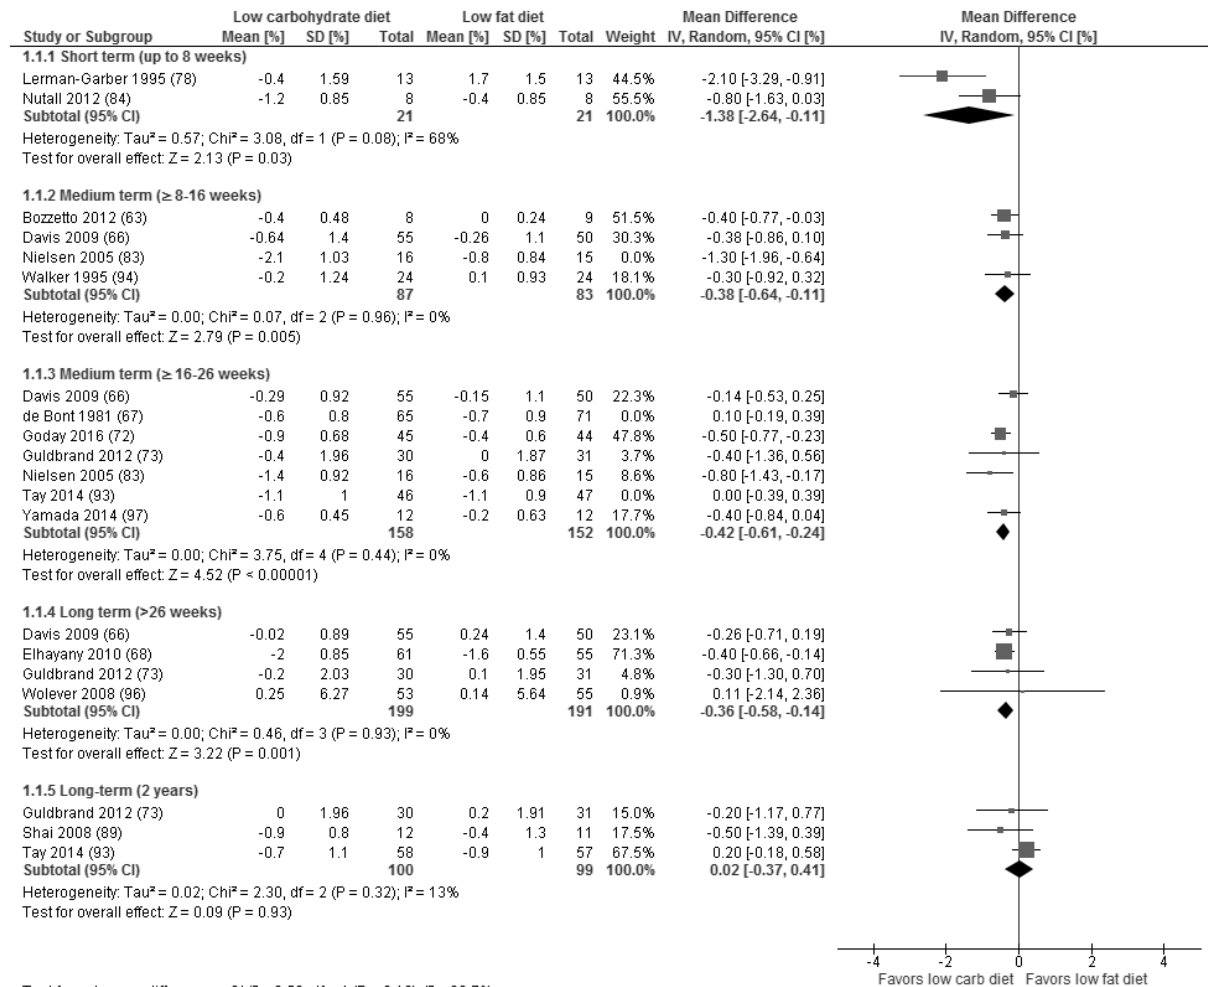 Low carbohydrate diet Low fat diet Mean Difference Mean Difference
Study or Subgroup Mean [%] SD [%] Total Mean [%] SD [%] Total Weight IV, Random, 95% CI [%] IV, Random, 95% CI [%]
1.1.1 Short term (up to 8 weeks)
Lerman-Garber 1995 (78) -0.4 1.59 13 1.7 1.5 13 44.5% -2.10 [-3.29, -0.91]
Nutall 2012 (84) -1.2 0.85 8 -0.4 0.85 8 55.5% -0.80 [-1.63, 0.03]
Subtotal (95% CI) 21 21 100.0% -1.38 [-2.64, -0.11]
Heterogeneity: Tau² = 0.57; Chi² = 3.08, df = 1 (P = 0.08); I² = 68%
Test for overall effect: Z = 2.13 (P = 0.03)
1.1.2 Medium term (≥ 8-16 weeks)
Bozzetto 2012 (63) -0.4 0.48 8 0 0.24 9 51.5% -0.40 [-0.77, -0.03]
Davis 2009 (66) -0.64 1.4 55 -0.26 1.1 50 30.3% -0.38 [-0.86, 0.10]
Nielsen 2005 (83) -2.1 1.03 16 -0.8 0.84 15 0.0% -1.30 [-1.96, -0.64]
Walker 1995 (94) -0.2 1.24 24 0.1 0.93 24 18.1% -0.30 [-0.92, 0.32]
Subtotal (95% CI) 87 83 100.0% -0.38 [-0.64, -0.11]
Heterogeneity: Tau² = 0.00; Chi² = 0.07, df = 2 (P = 0.96); I² = 0%
Test for overall effect: Z = 2.79 (P = 0.005)
1.1.3 Medium term (≥ 16-26 weeks)
Davis 2009 (66) -0.29 0.92 55 -0.15 1.1 50 22.3% -0.14 [-0.53, 0.25]
de Bont 1981 (67) -0.6 0.8 65 -0.7 0.9 71 0.0% 0.10 [-0.19, 0.39]
Goday 2016 (72) -0.9 0.68 45 -0.4 0.6 44 47.8% -0.50 [-0.77, -0.23]
Guldbrand 2012 (73) -0.4 1.96 30 0 1.87 31 3.7% -0.40 [-1.36, 0.56]
Nielsen 2005 (83) -1.4 0.92 16 -0.6 0.86 15 8.6% -0.80 [-1.43, -0.17]
Tay 2014 (93) -1.1 1 46 -1.1 0.9 47 0.0% 0.00 [-0.39, 0.39]
Yamada 2014 (97) -0.6 0.45 12 -0.2 0.63 12 17.7% -0.40 [-0.84, 0.04]
Subtotal (95% CI) 158 152 100.0% -0.42 [-0.61, -0.24]
Heterogeneity: Tau² = 0.00; Chi² = 3.75, df = 4 (P = 0.44); I² = 0%
Test for overall effect: Z = 4.52 (P < 0.00001)
1.1.4 Long term (>26 weeks)
Davis 2009 (66) -0.02 0.89 55 0.24 1.4 50 23.1% -0.26 [-0.71, 0.19]
Elhayany 2010 (68) -2 0.85 61 -1.6 0.55 55 71.3% -0.40 [-0.66, -0.14]
Guldbrand 2012 (73) -0.2 2.03 30 0.1 1.95 31 4.8% -0.30 [-1.30, 0.70]
Wolever 2008 (96) 0.25 6.27 53 0.14 5.64 55 0.9% 0.11 [-2.14, 2.36]
Subtotal (95% CI) 199 191 100.0% -0.36 [-0.58, -0.14]
Heterogeneity: Tau² = 0.00; Chi² = 0.46, df = 3 (P = 0.93); I² = 0%
Test for overall effect: Z = 3.22 (P = 0.001)
1.1.5 Long-term (2 years)
Guldbrand 2012 (73) 0 1.96 30 0.2 1.91 31 15.0% -0.20 [-1.17, 0.77]
Shai 2008 (89) -0.9 0.8 12 -0.4 1.3 11 17.5% -0.50 [-1.39, 0.39]
Tay 2014 (93) -0.7 1.1 58 -0.9 1 57 67.5% 0.20 [-0.18, 0.58]
Subtotal (95% CI) 100 99 100.0% 0.02 [-0.37, 0.41]
Heterogeneity: Tau² = 0.02; Chi² = 2.30, df = 2 (P = 0.32); I² = 13%
Test for overall effect: Z = 0.09 (P = 0.93)
-4 -2 0 2 4
Favors low carb diet Favors low fat diet